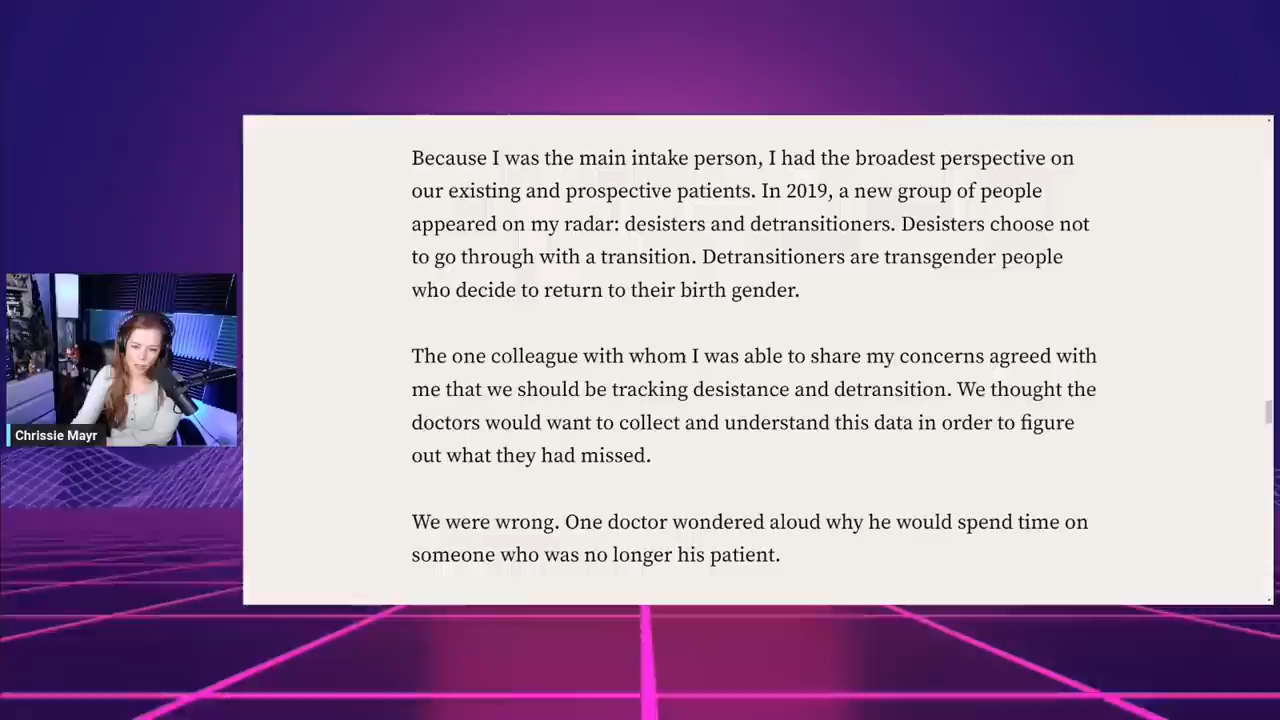 Because I was the main intake person, I had the broadest perspective on
our existing and prospective patients. In 2019, a new group of people
appeared on my radar: desisters and detransitioners. Desisters choose not
to go through with a transition. Detransitioners are transgender people
who decide to return to their birth gender.
The one colleague with whom I was able to share my concerns agreed with
me that we should be tracking desistance and detransition. We thought the
doctors would want to collect and understand this data in order to figure
out what they had missed.
We were wrong. One doctor wondered aloud why he would spend time on
someone who was no longer his patient.
Chrissie Mayr